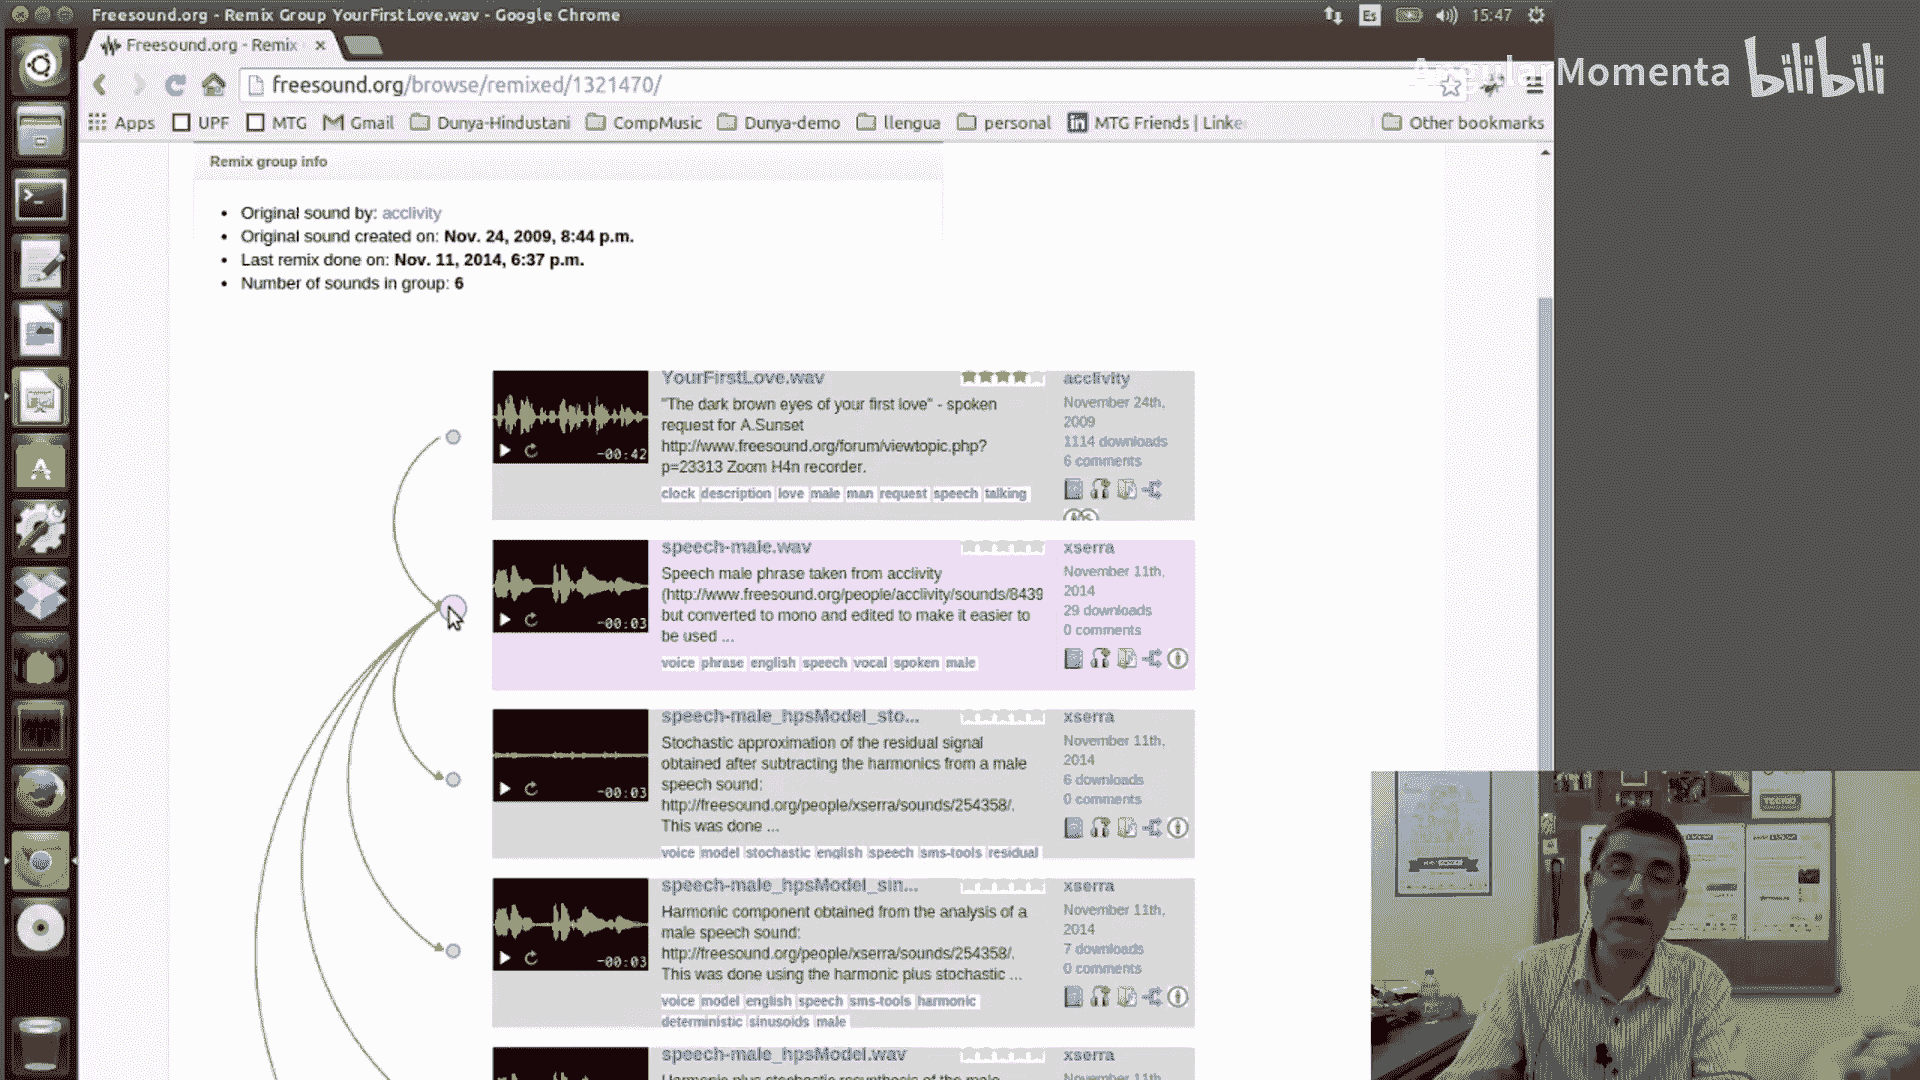 Freesound.org - Remix Group YourFirstLove.wav - Google Chrome
Es
15:47
Freesound.org - Remix
freesound.org/browse/remixed/1321470/
Momenta bilibili
Apps UPF MTG Gmail Dunya-Hindustani CompMusic Dunya-demo llengua personal MTG Friends | Linke Other bookmarks
Remix group info
Original sound by: acclivity
Original sound created on: Nov. 24, 2009, 8:44 p.m.
Last remix done on: Nov. 11, 2014, 6:37 p.m.
Number of sounds in group: 6
YourFirstLove.wav
"The dark brown eyes of your first love" - spoken
request for A.Sunset
http://www.freesound.org/forum/viewtopic.php?
p=23313 Zoom H4n recorder.
clock description love male man request speech talking
-00:42
acclivity
November 24th,
2009
1114 downloads
6 comments
speech-male.wav
Speech male phrase taken from acclivity
(http://www.freesound.org/people/acclivity/sounds/8439
but converted to mono and edited to make it easier to
be used ...
voice phrase english speech vocal spoken male
-00:03
xserra
November 11th,
2014
29 downloads
0 comments
speech-male_hpsModel_sto...
Stochastic approximation of the residual signal
obtained after subtracting the harmonics from a male
speech sound:
http://freesound.org/people/xserra/sounds/254358/.
This was done ...
voice model stochastic english speech sms-tools residual
-00:03
xserra
November 11th,
2014
6 downloads
0 comments
speech-male_hpsModel_sin...
Harmonic component obtained from the analysis of a
male speech sound:
http://freesound.org/people/xserra/sounds/254358/.
This was done using the harmonic plus stochastic ...
voice model english speech sms-tools harmonic
deterministic sinusoids male
-00:03
xserra
November 11th,
2014
7 downloads
0 comments
speech-male_hpsModel.wav
Harmonic plus stochastic resynthesis of the male
xserra
November 11th,